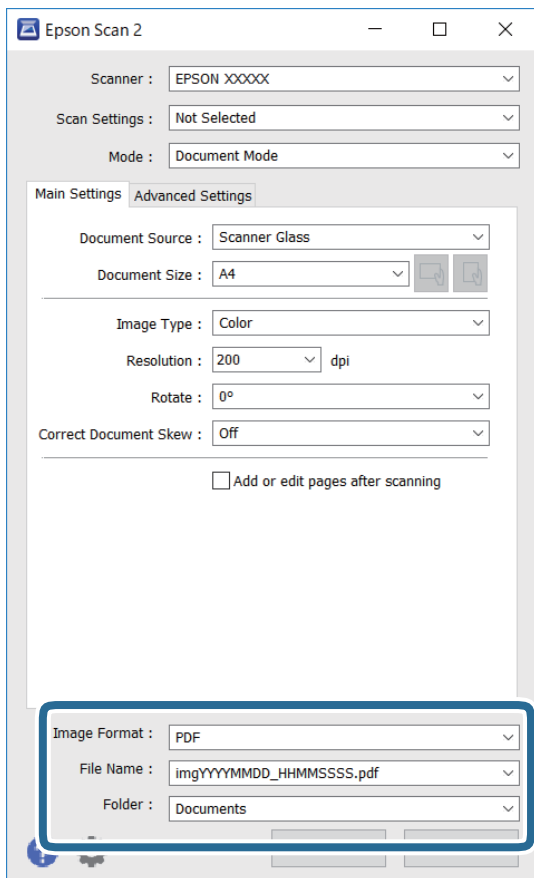 Epson Scan 2
Scanner : EPSON XXXXX
Scan Settings : Not Selected
Mode : Document Mode
Main Settings Advanced Settings
Document Source : Scanner Glass
Document Size : A4
Image Type : Color
Resolution : 200 dpi
Rotate : 0°
Correct Document Skew : Off
Add or edit pages after scanning
Image Format : PDF
File Name : imgYYYYMMDD_HHMMSSSS.pdf
Folder : Documents